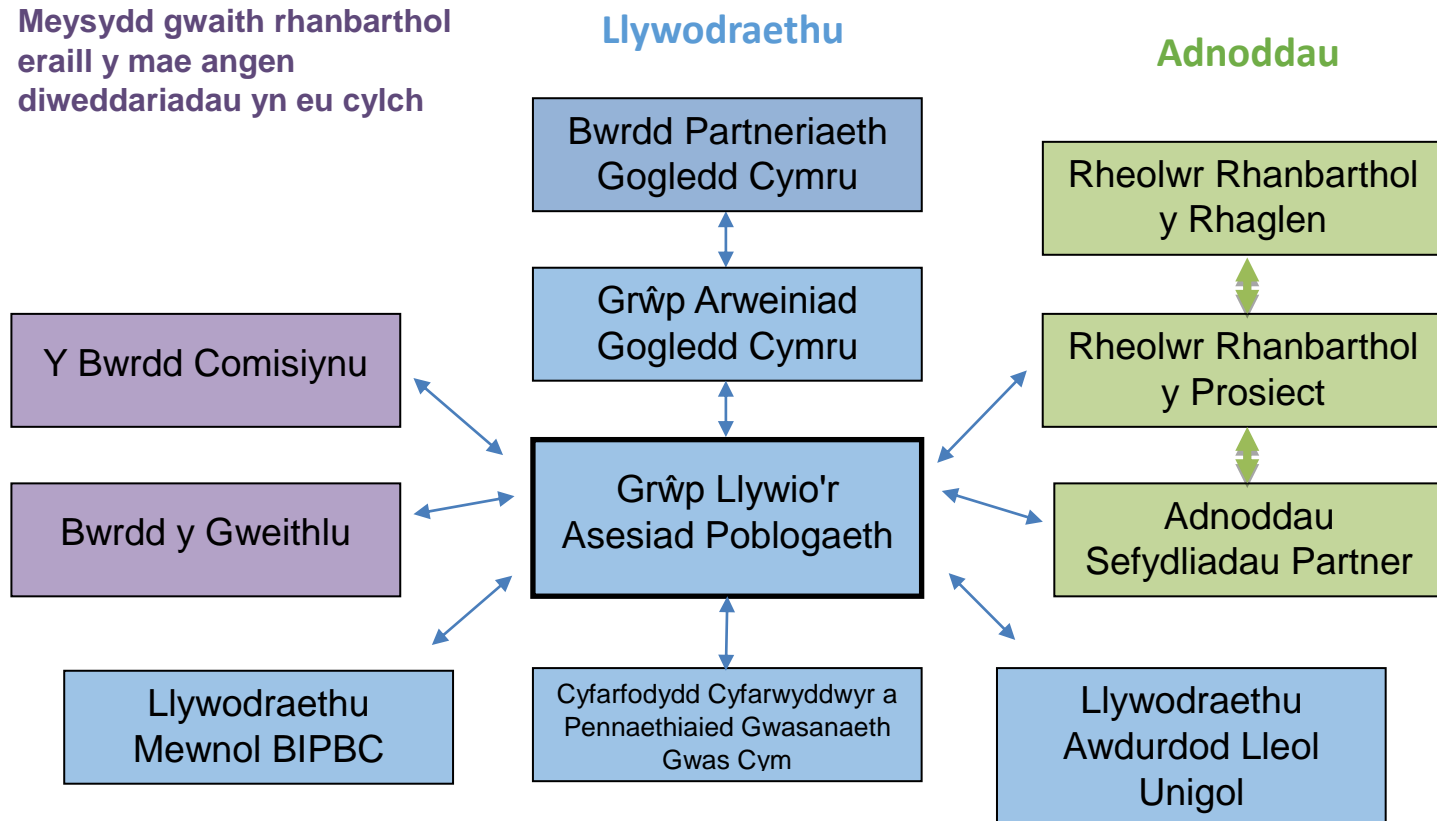 Meysydd gwaith rhanbarthol
eraill y mae angen
diweddariadau yn eu cylch
Llywodraethu
Adnoddau
Bwrdd Partneriaeth
Gogledd Cymru
Rheolwr Rhanbarthol
y Rhaglen
Grŵp Arweiniad
Gogledd Cymru
Y Bwrdd Comisiynu
Rheolwr Rhanbarthol
y Prosiect
Grŵp Llywio'r
Asesiad Poblogaeth
Bwrdd y Gweithlu
Adnoddau
Sefydliadau Partner
Llywodraethu
Mewnol BIPBC
Cyfarfodydd Cyfarwyddwyr a
Pennaethiaied Gwasanaeth
Gwas Cym
Llywodraethu
Awdurdod Lleol
Unigol